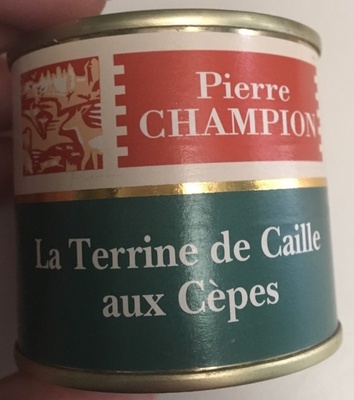 Pierre
CHAMPION
La Terrine de Caille
aux Cèpes